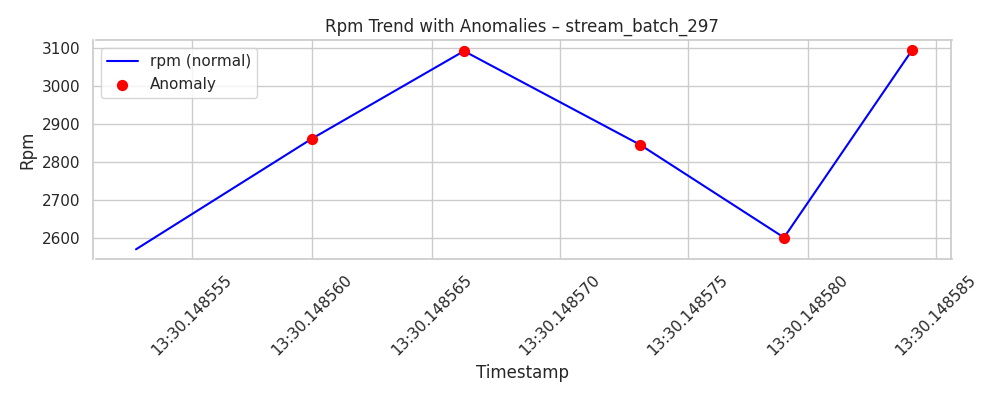 Rpm Trend with Anomalies – stream_batch_297
rpm (normal)
Anomaly
Rpm
3100
3000
2900
2800
2700
2600
13:30.148555
13:30.148560
13:30.148565
13:30.148570
13:30.148575
13:30.148580
13:30.148585
Timestamp